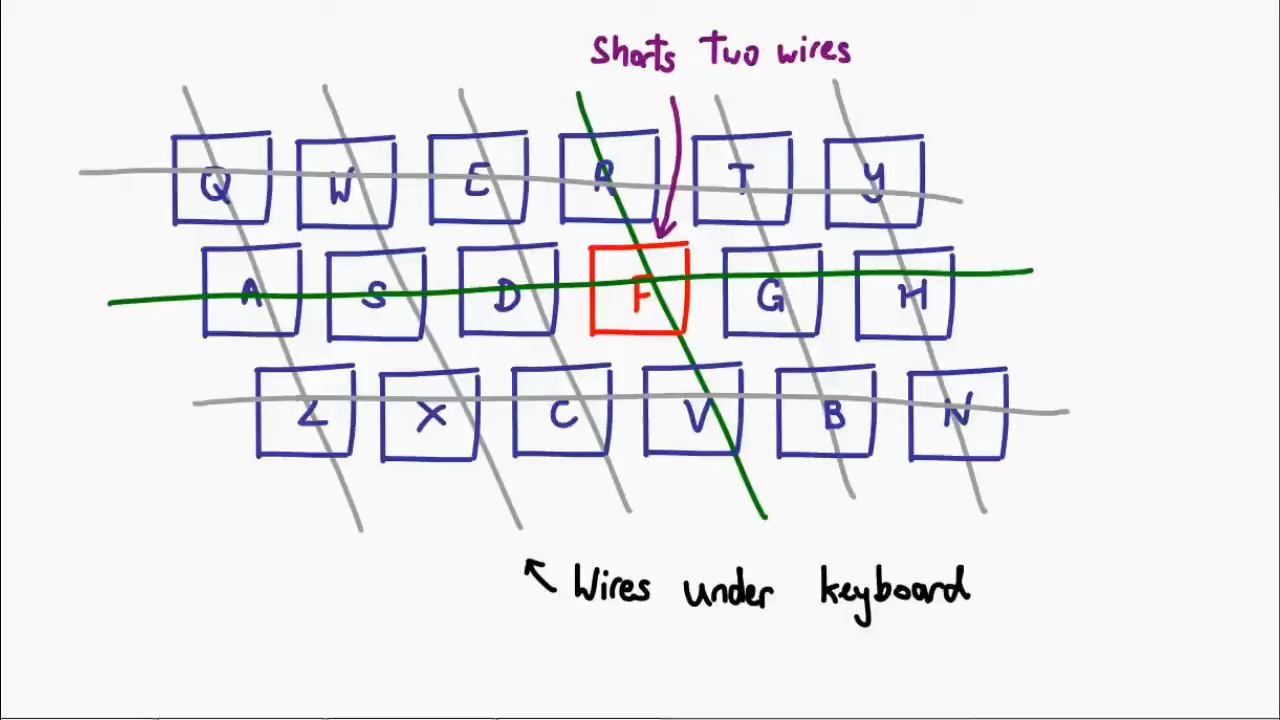 Shorts Two wires
Q W E R T Y
A S D F G H
Z X C V B N
Wires under keyboard